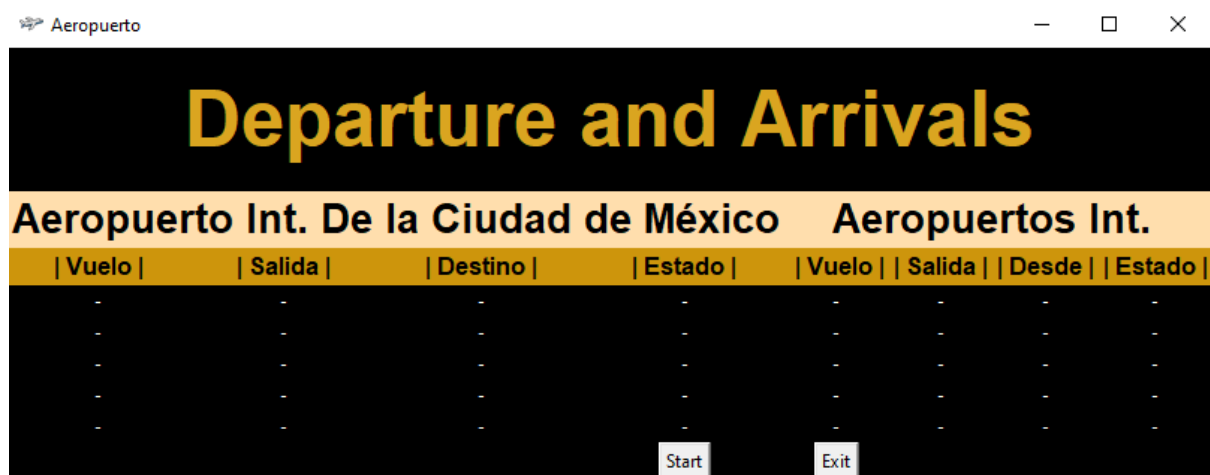 Aeropuerto
Departure and Arrivals
Aeropuerto Int. De la Ciudad de México Aeropuertos Int.
| Vuelo | | Salida | | Destino | | Estado | | Vuelo | | Salida | | Desde | | Estado |
- - - - - - - -
- - - - - - - -
- - - - - - - -
- - - - - - - -
- - - - - - - -
Start Exit